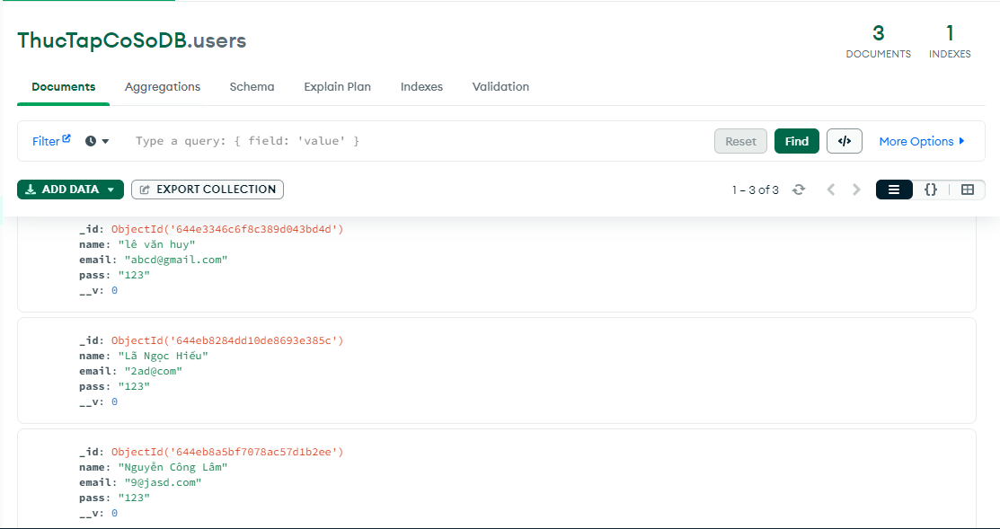 ThucTapCoSoDB.users
3 1
DOCUMENTS INDEXES
Documents Aggregations Schema Explain Plan Indexes Validation
Filter Type a query: { field: 'value' } Reset Find </> More Options
ADD DATA EXPORT COLLECTION 1 – 3 of 3 {}
_id: ObjectId('644e3346c6f8c389d043bd4d')
name: "lê văn huy"
email: "abcd@gmail.com"
pass: "123"
__v: 0
_id: ObjectId('644eb8284dd10de8693e385c')
name: "Lã Ngọc Hiếu"
email: "2ad@com"
pass: "123"
__v: 0
_id: ObjectId('644eb8a5bf7078ac57d1b2ee')
name: "Nguyễn Công Lâm"
email: "9@jasd.com"
pass: "123"
__v: 0